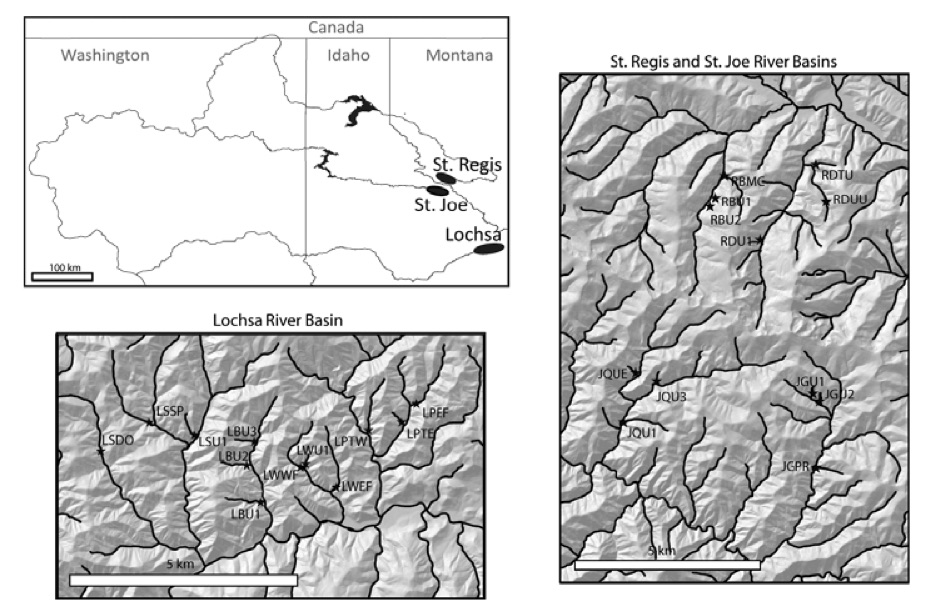 Canada
Washington
Idaho
Montana
St. Regis
St. Joe
Lochsa
100 km
St. Regis and St. Joe River Basins
RBMC
RDTU
RBU1
RDUU
RBU2
RDU1
JQUE
JQU3
JGU1
JGU2
JQU1
JGPR
5 km
Lochsa River Basin
LPEF
LSSP
LPTE
LSDO
LSU1
LBU3
LPTW
LBU2
LWU1
LWWF
LWEF
LBU1
5 km